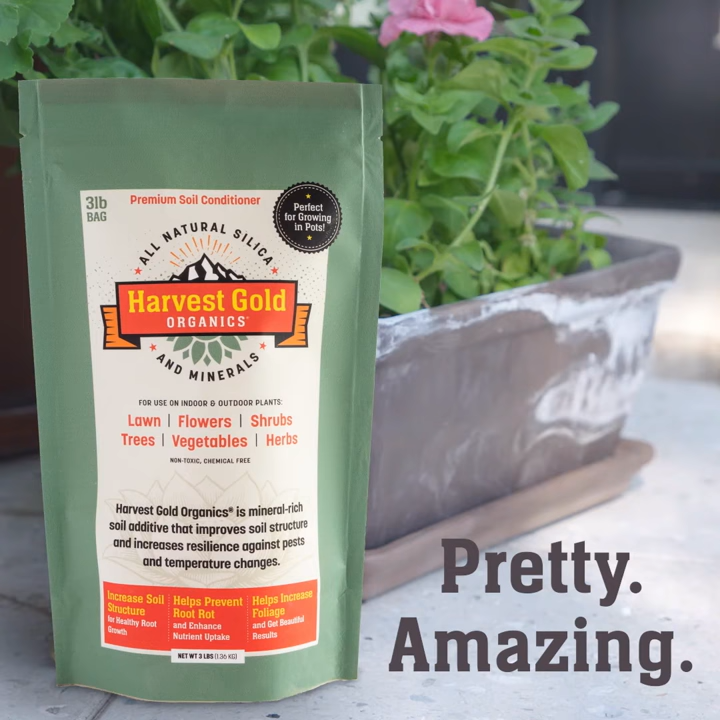 3lb
BAG
Premium Soil Conditioner
Perfect
for Growing
in Pots!
ALL NATURAL SILICA
Harvest Gold
ORGANICS
AND MINERALS
FOR USE ON INDOOR & OUTDOOR PLANTS:
Lawn | Flowers | Shrubs
Trees | Vegetables | Herbs
NON-TOXIC, CHEMICAL FREE
Harvest Gold Organics® is mineral-rich
soil additive that improves soil structure
and increases resilience against pests
and temperature changes.
Increase Soil
Structure
for Healthy Root
Growth
Helps Prevent
Root Rot
and Enhance
Nutrient Uptake
Helps Increase
Foliage
and Get Beautiful
Results
NET WT 3 LBS (1.36 KG)
Pretty.
Amazing.